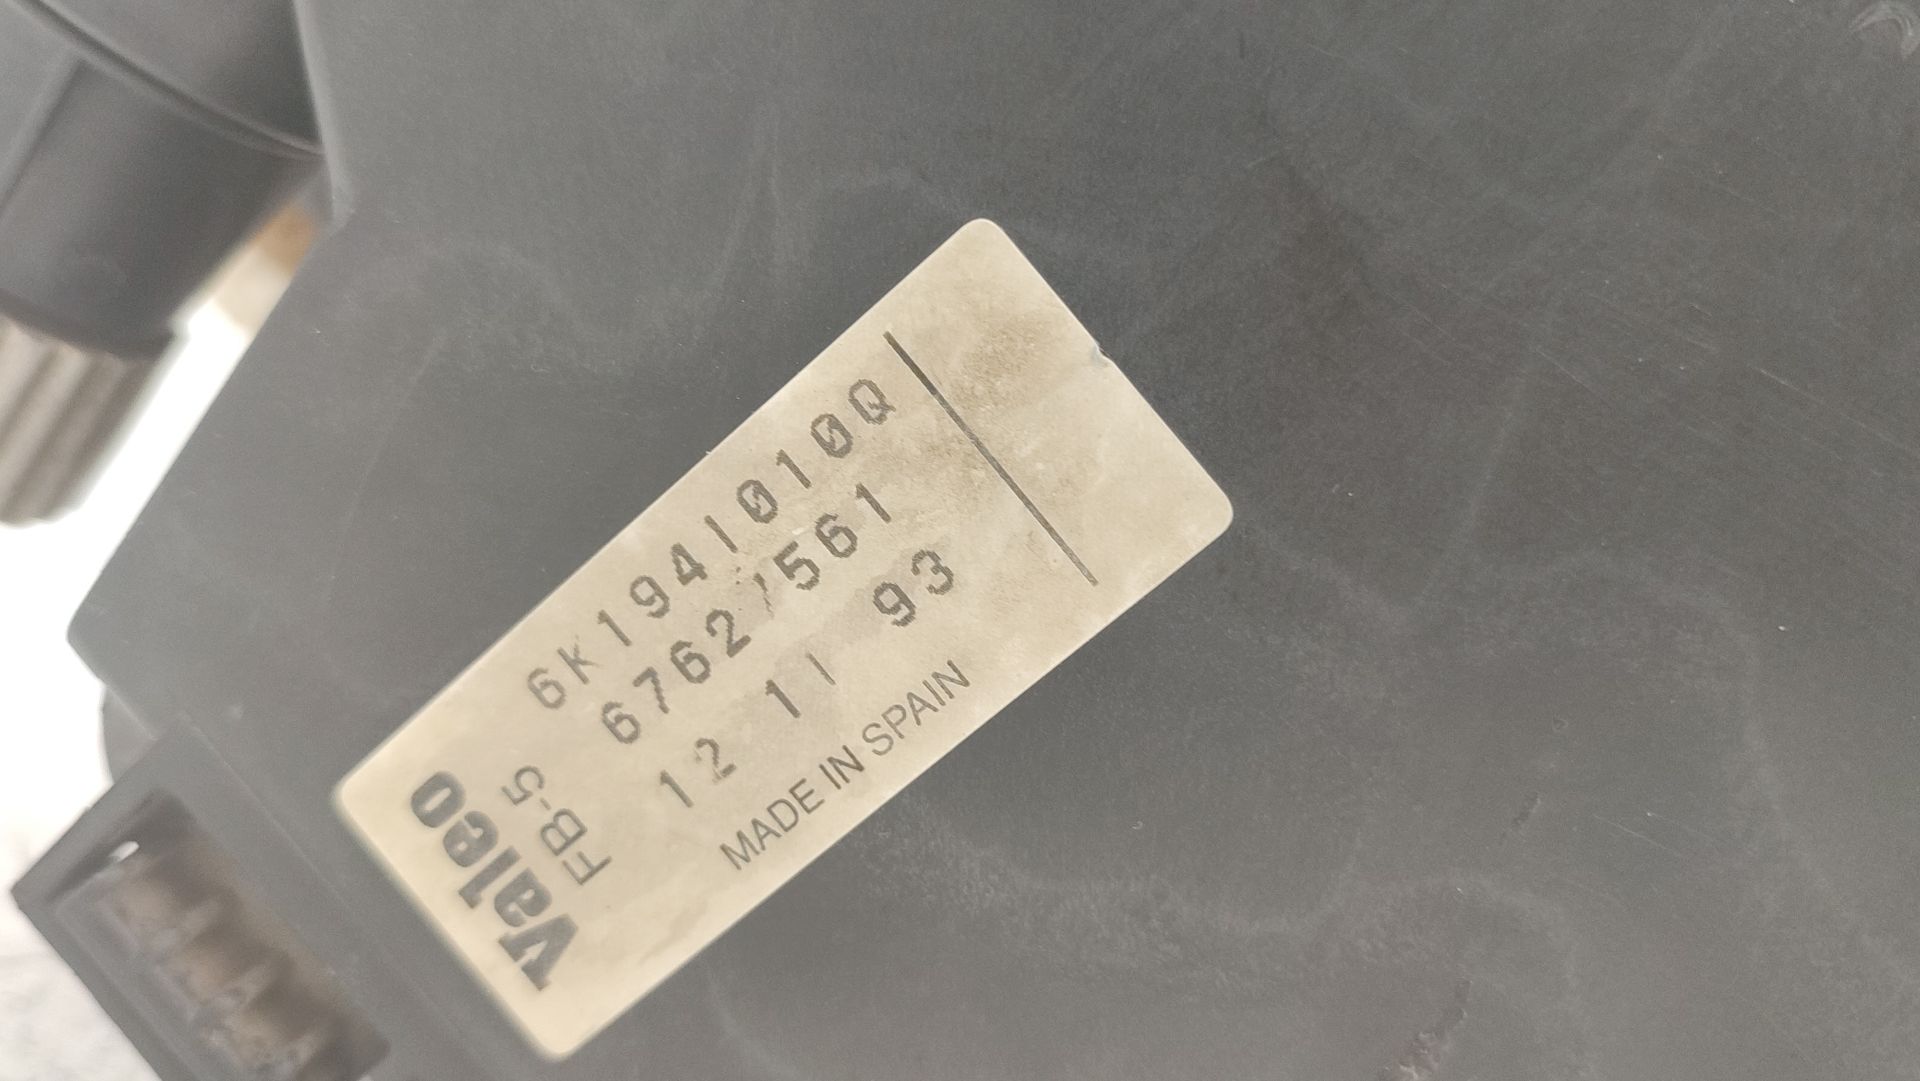 Valeo
FB-5
6K1941010Q
6762/561
12 11 93
MADE IN SPAIN